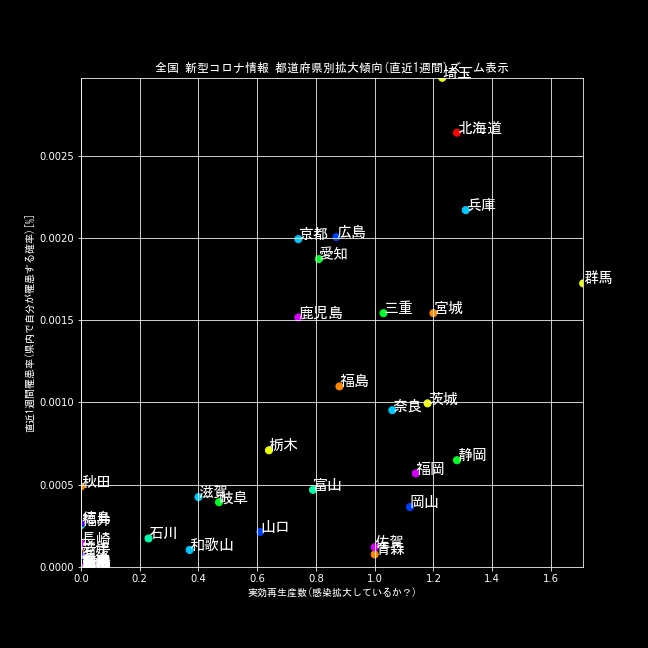 全国 新型コロナ情報 都道府県別拡大傾向(直近1週間)ズーム表示
埼玉
北海道
兵庫
京都
広島
愛知
群馬
鹿児島
三重
宮城
福島
奈良
茨城
栃木
静岡
福岡
秋田
富山
滋賀
岐阜
岡山
福井
山口
石川
長崎
和歌山
佐賀
青森
0.0025
0.0020
0.0015
0.0010
0.0005
0.0000
0.0
0.2
0.4
0.6
0.8
1.0
1.2
1.4
1.6
直近1週間罹患率(県内で自分が罹患する確率)[%]
実効再生産数(感染拡大しているか？)